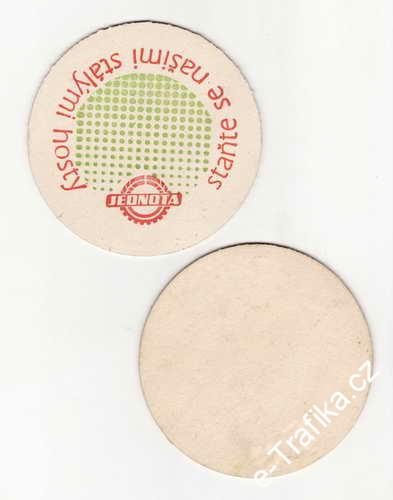 staňte se našimi stálými hosty
JEDNOTA
e-Trafika.cz